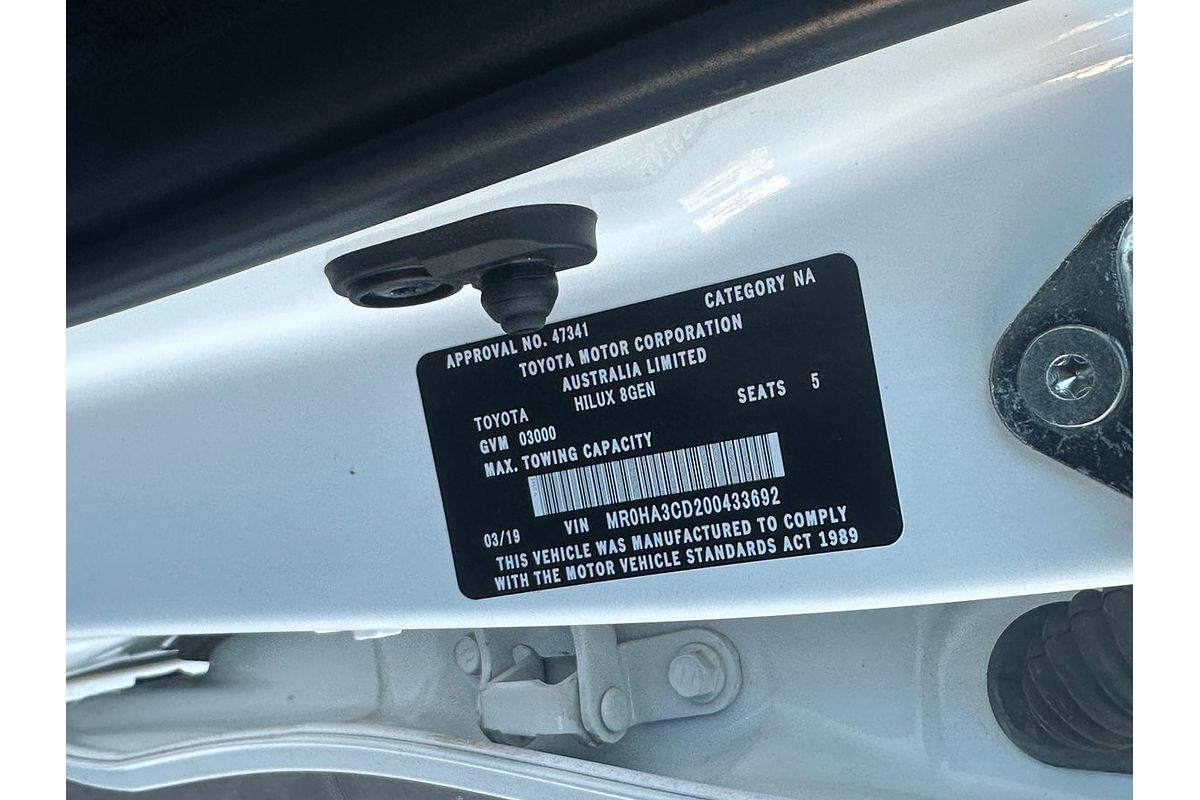 APPROVAL NO. 47341 CATEGORY NA
TOYOTA MOTOR CORPORATION
AUSTRALIA LIMITED
TOYOTA HILUX 8GEN SEATS 5
GVM 03000
MAX. TOWING CAPACITY
03/19 VIN MR0HA3CD200433692
THIS VEHICLE WAS MANUFACTURED TO COMPLY
WITH THE MOTOR VEHICLE STANDARDS ACT 1989